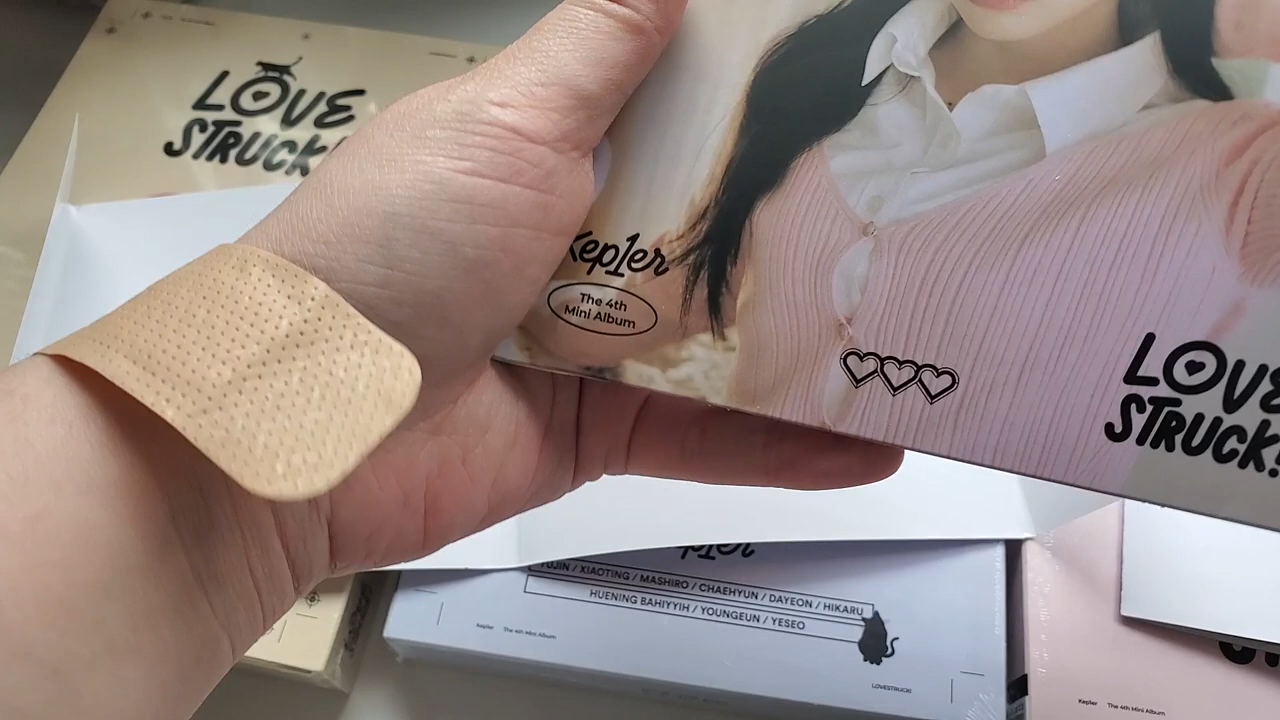 LOVE
STRUCK!
Kep1er
The 4th
Mini Album
LOVE
STRUCK!
Kep1er
YUJIN / XIAOTING / MASHIRO / CHAEHYUN / DAYEON / HIKARU
HUENING BAHIYYIH / YOUNGEUN / YESEO
Kep1er The 4th Mini Album
LOVESTRUCK!
Kep1er The 4th Mini Album